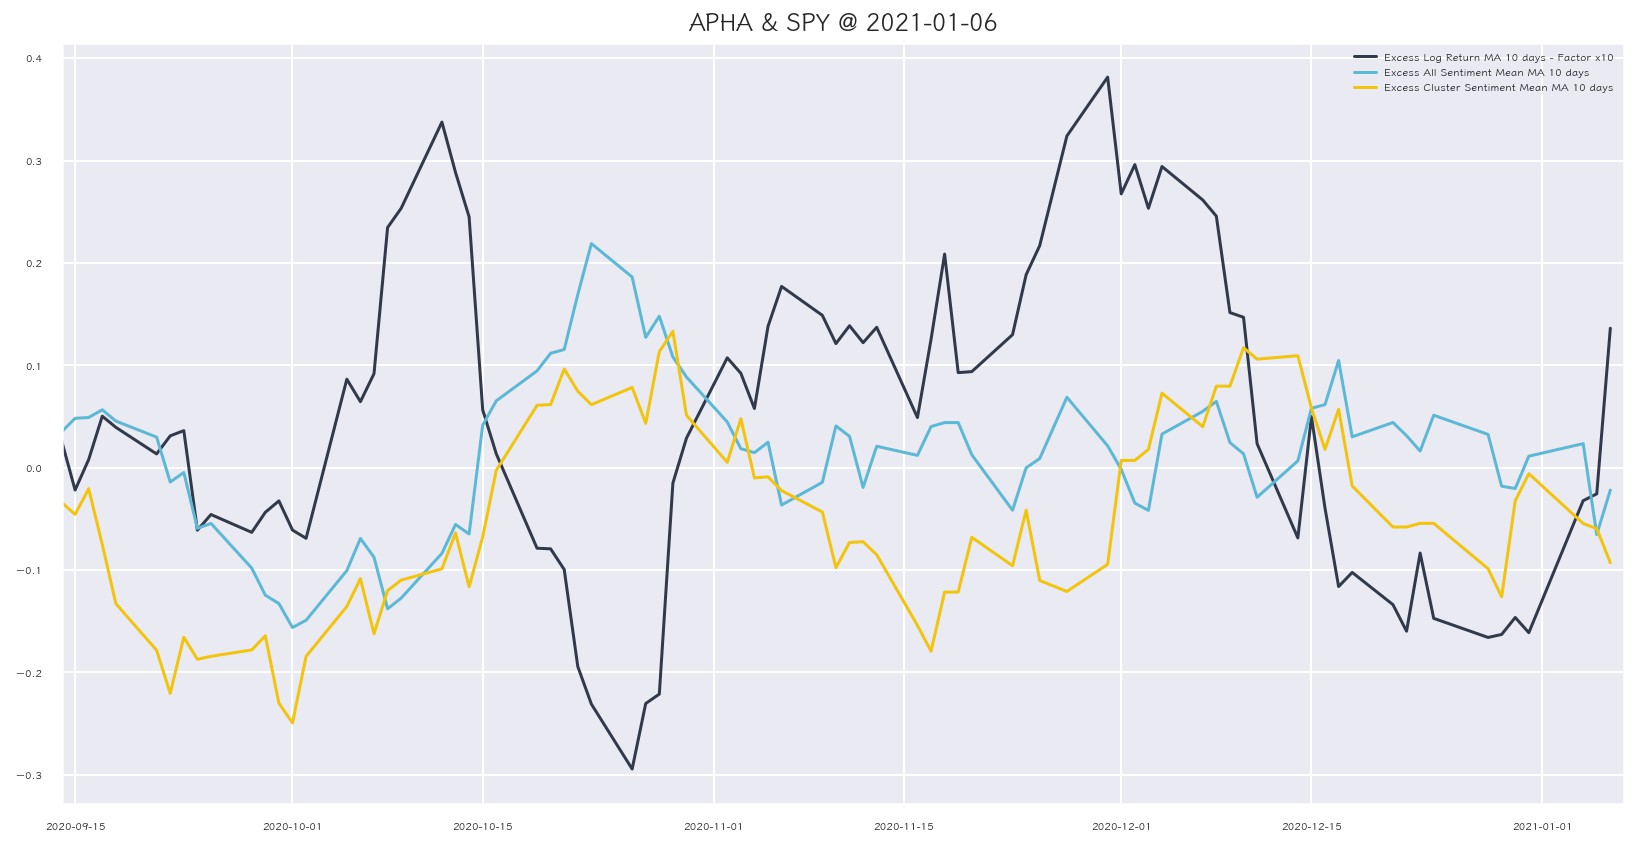 APHA & SPY @ 2021-01-06
Excess Log Return MA 10 days - Factor x10
Excess All Sentiment Mean MA 10 days
Excess Cluster Sentiment Mean MA 10 days
0.4
0.3
0.2
0.1
0.0
−0.1
−0.2
−0.3
2020-09-15 2020-10-01 2020-10-15 2020-11-01 2020-11-15 2020-12-01 2020-12-15 2021-01-01